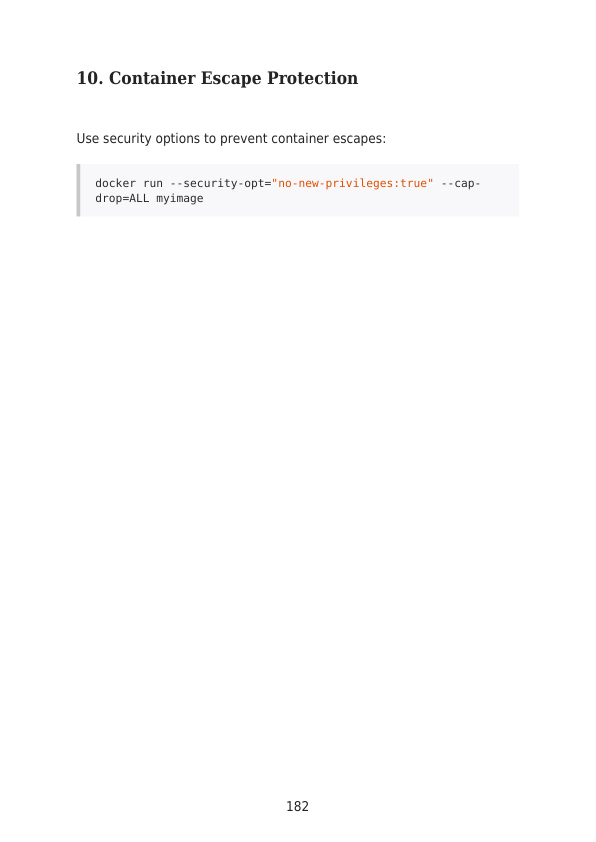 10. Container Escape Protection
Use security options to prevent container escapes:
docker run --security-opt="no-new-privileges:true" --cap-
drop=ALL myimage
182